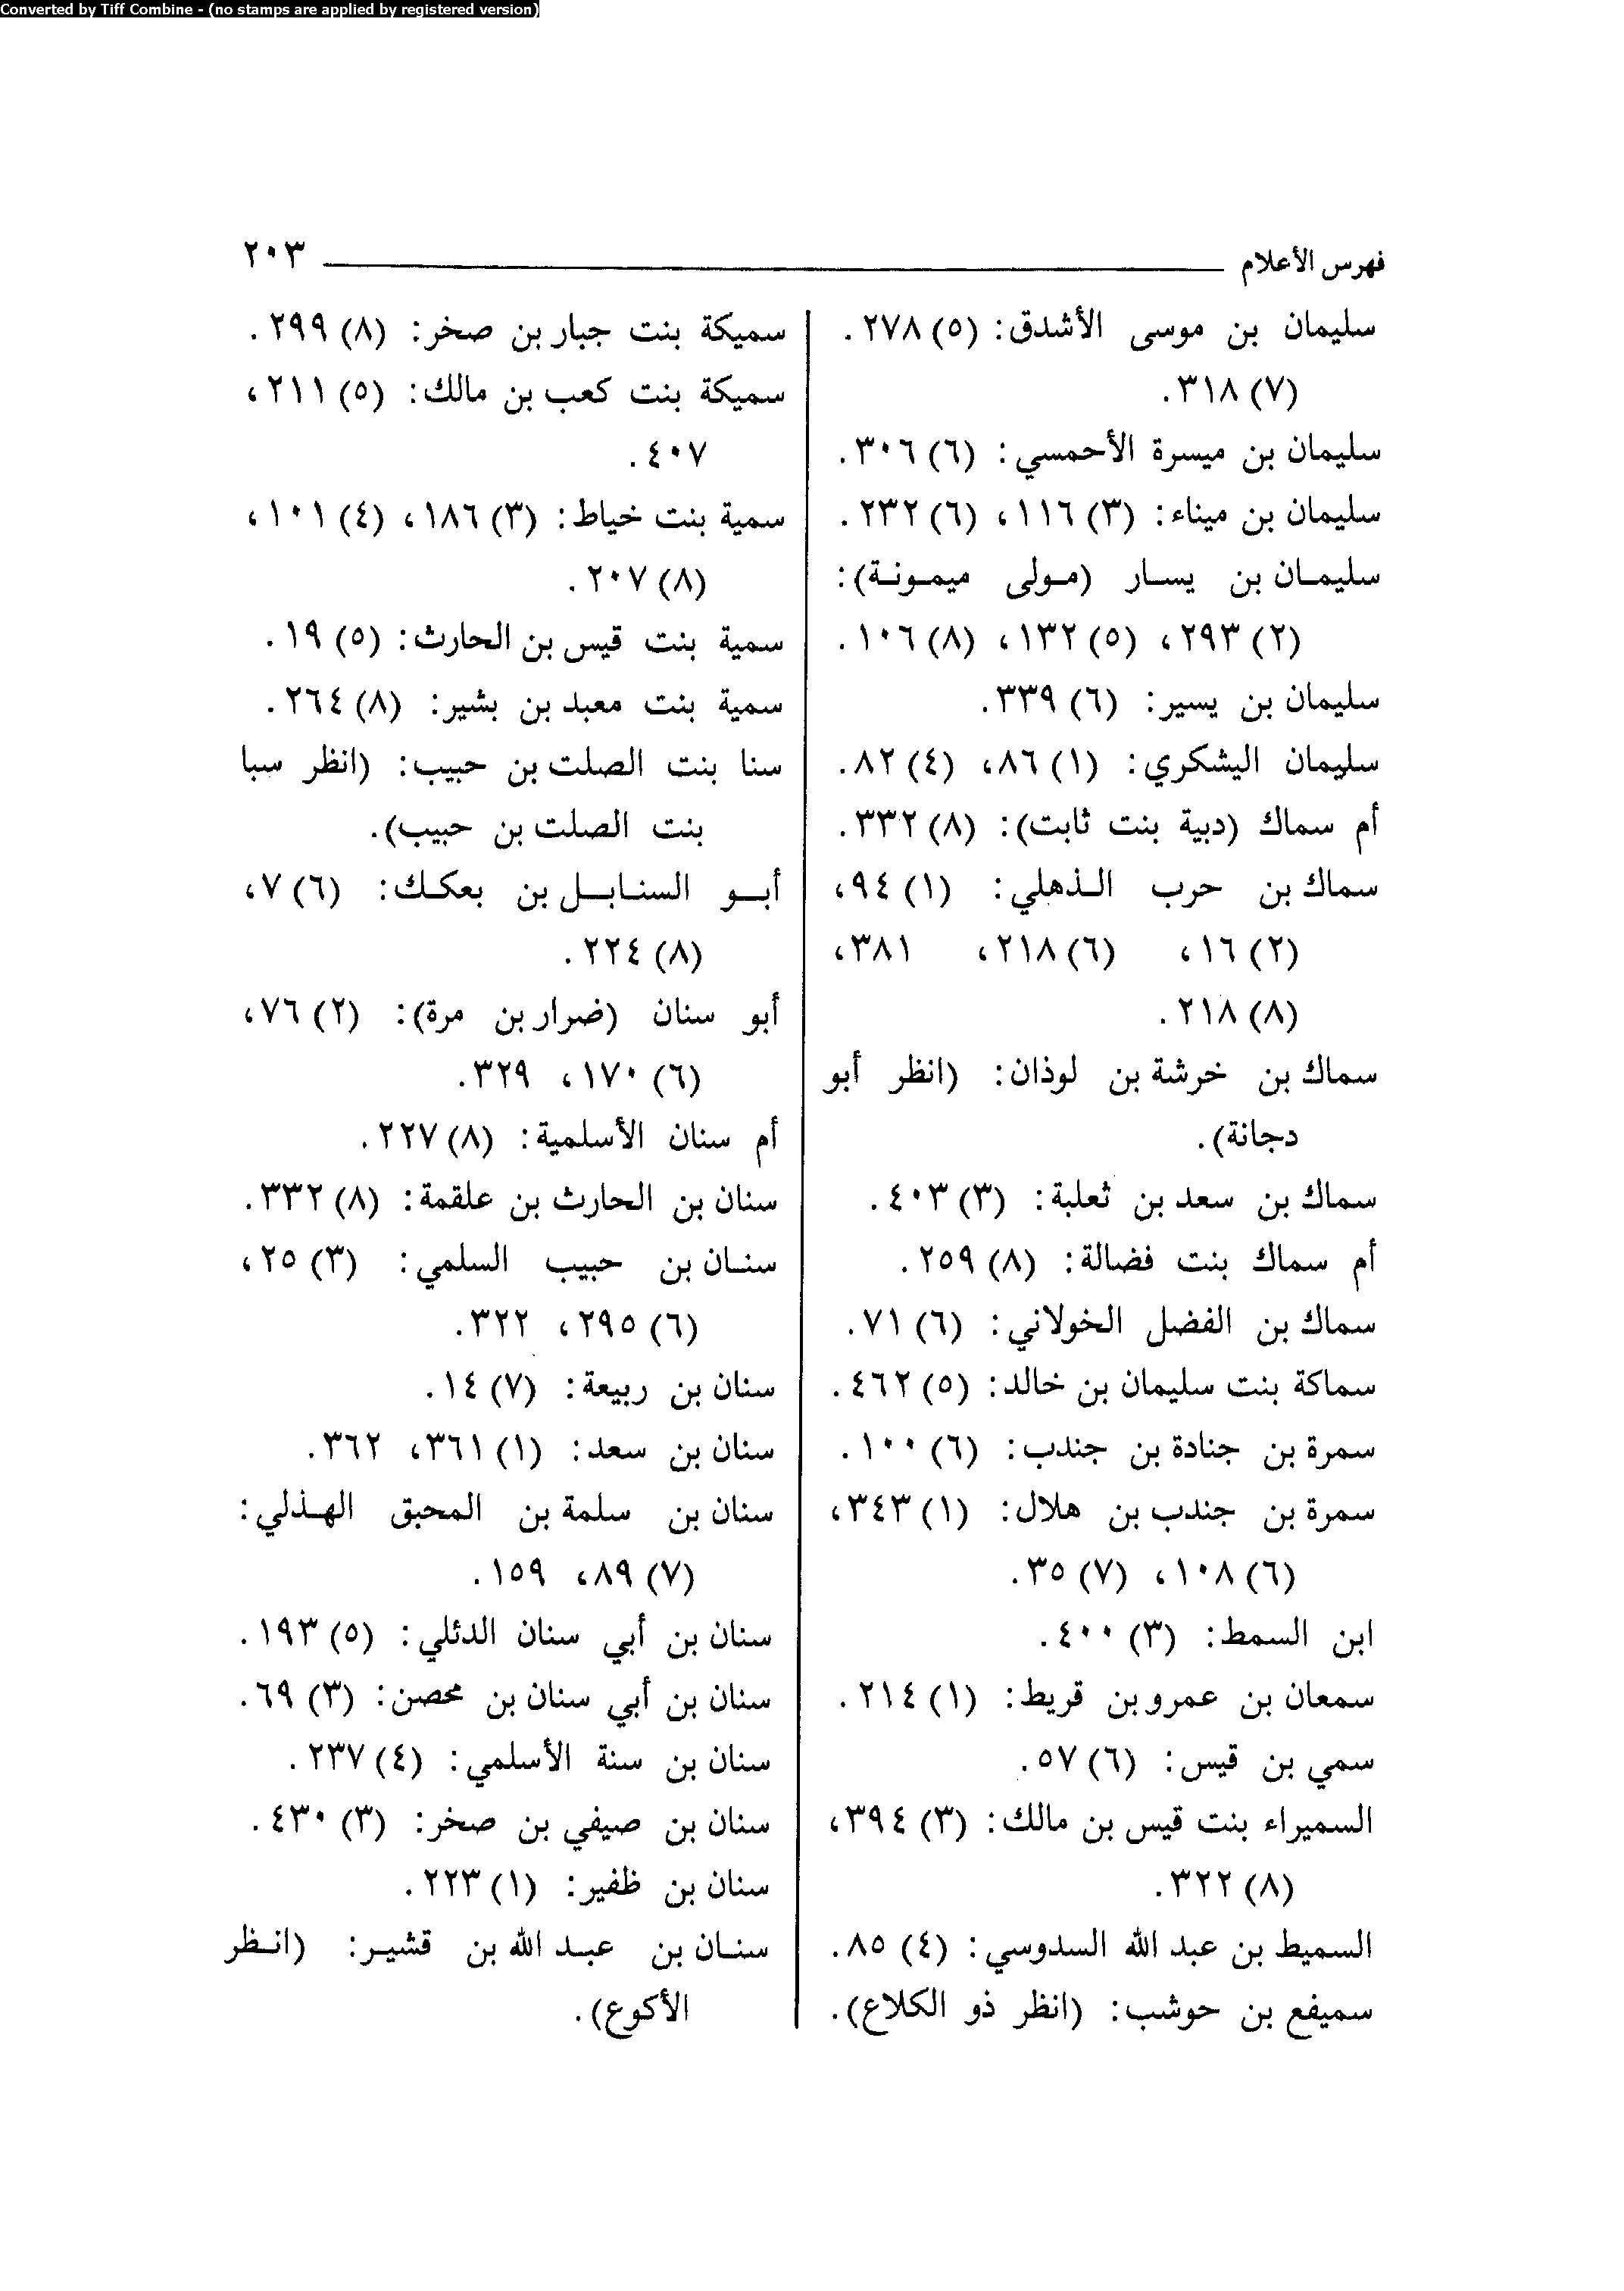 Converted by Tiff Combine - (no stamps are applied by registered version)
فهرس الأعلام ٢٠٣
سليمان بن موسى الأشدق: (٥) ٢٧٨.
(٧) ٣١٨.
سليمان بن ميسرة الأحمسي: (٦) ٣٠٦.
سليمان بن ميناء: (٣) ١١٦، (٦) ٢٣٢.
سليمان بن يسار (مولى ميمونة):
(٢) ٢٩٣، (٥) ١٣٢، (٨) ١٠٦.
سليمان بن يسير: (٦) ٣٣٩.
سليمان اليشكري: (١) ٨٦، (٤) ٨٢.
أم سماك (دبية بنت ثابت): (٨) ٣٣٢.
سماك بن حرب الذهلي: (١) ٩٤،
(٢) ١٦، (٦) ٢١٨، ٣٨١،
(٨) ٢١٨.
سماك بن خرشة بن لوذان: (انظر أبو
دجانة).
سماك بن سعد بن ثعلبة: (٣) ٤٠٣.
أم سماك بنت فضالة: (٨) ٢٥٩.
سماك بن الفضل الخولاني: (٦) ٧١.
سماكة بنت سليمان بن خالد: (٥) ٤٦٢.
سمرة بن جنادة بن جندب: (٦) ١٠٠.
سمرة بن جندب بن هلال: (١) ٣٤٣،
(٦) ١٠٨، (٧) ٣٥.
ابن السمط: (٣) ٤٠٠.
سمعان بن عمرو بن قريط: (١) ٢١٤.
سمي بن قيس: (٦) ٥٧.
السميراء بنت قيس بن مالك: (٣) ٣٩٤،
(٨) ٣٢٢.
السميط بن عبد الله السدوسي: (٤) ٨٥.
سميفع بن حوشب: (انظر ذو الكلاع).
سميكة بنت جبار بن صخر: (٨) ٢٩٩.
سميكة بنت كعب بن مالك: (٥) ٢١١،
٤٠٧.
سمية بنت خياط: (٣) ١٨٦، (٤) ١٠١،
(٨) ٢٠٧.
سمية بنت قيس بن الحارث: (٥) ١٩.
سمية بنت معبد بن بشير: (٨) ٢٦٤.
سنا بنت الصلت بن حبيب: (انظر سبا
بنت الصلت بن حبيب).
أبو السنابل بن بعكك: (٦) ٧،
(٨) ٢٢٤.
أبو سنان (ضرار بن مرة): (٢) ٧٦،
(٦) ١٧٠، ٣٢٩.
أم سنان الأسلمية: (٨) ٢٢٧.
سنان بن الحارث بن علقمة: (٨) ٣٣٢.
سنان بن حبيب السلمي: (٣) ٢٥،
(٦) ٢٩٥، ٣٢٢.
سنان بن ربيعة: (٧) ١٤.
سنان بن سعد: (١) ٣٦١، ٣٦٢.
سنان بن سلمة بن المحبق الهذلي:
(٧) ٨٩، ١٥٩.
سنان بن أبي سنان الدئلي: (٥) ١٩٣.
سنان بن أبي سنان بن محصن: (٣) ٦٩.
سنان بن سنة الأسلمي: (٤) ٢٣٧.
سنان بن صيفي بن صخر: (٣) ٤٣٠.
سنان بن ظفير: (١) ٢٢٣.
سنان بن عبد الله بن قشير: (انظر
الأكوع).